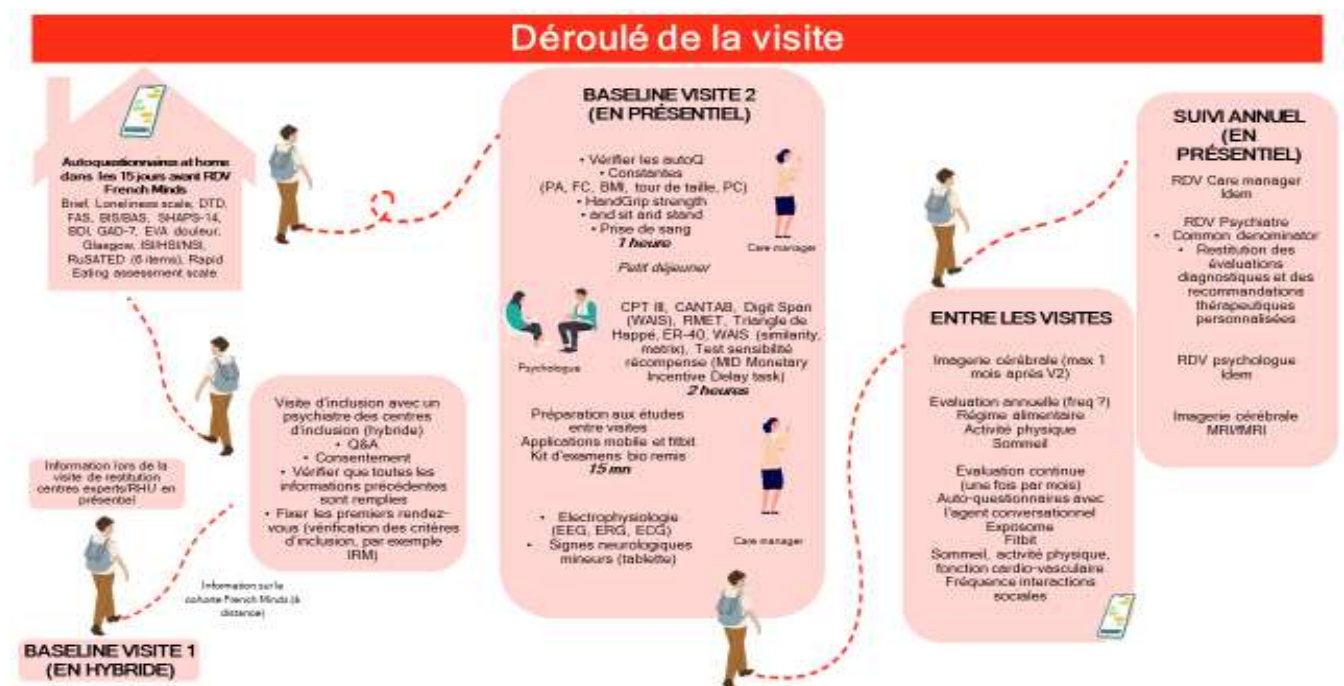 Déroulé de la visite
Autoquestionnaires at home
dans les 15 jours avant RDV
French Minds
Brief, Loneliness scale, DTD,
FAS, BIS/BAS, SHAPS-14,
BDI, GAD-7, EVA douleur,
Glasgow, ISI/HSI/NSI,
RuSATED (6 items), Rapid
Eating assessment scale
Information lors de la
visite de restitution
centres experts/RHU en
présentiel
BASELINE VISITE 1
(EN HYBRIDE)
Information sur la
cohorte French Minds (à
distance)
Visite d'inclusion avec un
psychiatre des centres
d'inclusion (hybride)
• Q&A
• Consentement
• Vérifier que toutes les
informations précédentes
sont remplies
• Fixer les premiers rendez-
vous (vérification des critères
d'inclusion, par exemple
IRM)
BASELINE VISITE 2
(EN PRÉSENTIEL)
• Vérifier les autoQ
• Constantes
(PA, FC, BMI, tour de taille, PC)
• HandGrip strength
• and sit and stand
• Prise de sang
1 heure
Care manager
Petit déjeuner
CPT III, CANTAB, Digit Span
(WAIS), RMET, Triangle de
Happé, ER-40, WAIS (similarity,
matrix), Test sensibilité
récompense (MID Monetary
Incentive Delay task)
2 heures
Psychologue
Préparation aux études
entre visites
Applications mobile et fitbit
Kit d'examens bio remis
15 mn
• Electrophysiologie
(EEG, ERG, ECG)
• Signes neurologiques
mineurs (tablette)
Care manager
ENTRE LES VISITES
Imagerie cérébrale (max 1
mois après V2)
Evaluation annuelle (freq ?)
Régime alimentaire
Activité physique
Sommeil
Evaluation continue
(une fois par mois)
Auto-questionnaires avec
l'agent conversationnel
Exposome
Fitbit
Sommeil, activité physique,
fonction cardio-vasculaire
Fréquence interactions
sociales
SUIVI ANNUEL
(EN
PRÉSENTIEL)
RDV Care manager
Idem
RDV Psychiatre
• Common denominator
• Restitution des
évaluations
diagnostiques et des
recommandations
thérapeutiques
personnalisées
RDV psychologue
Idem
Imagerie cérébrale
MRI/fMRI